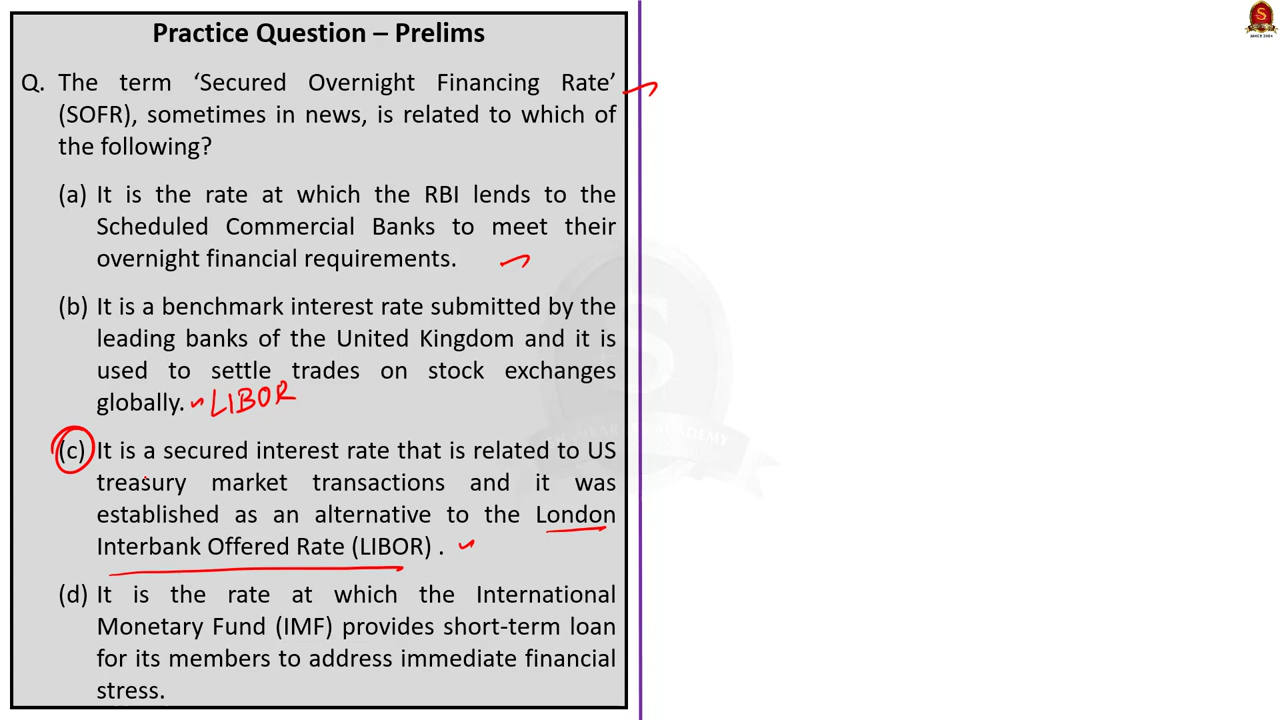 Practice Question – Prelims
Q. The term ‘Secured Overnight Financing Rate’
(SOFR), sometimes in news, is related to which of
the following?
(a) It is the rate at which the RBI lends to the
Scheduled Commercial Banks to meet their
overnight financial requirements.
(b) It is a benchmark interest rate submitted by the
leading banks of the United Kingdom and it is
used to settle trades on stock exchanges
globally. LIBOR
(c) It is a secured interest rate that is related to US
treasury market transactions and it was
established as an alternative to the London
Interbank Offered Rate (LIBOR) .
(d) It is the rate at which the International
Monetary Fund (IMF) provides short-term loan
for its members to address immediate financial
stress.
S
SINCE 2004